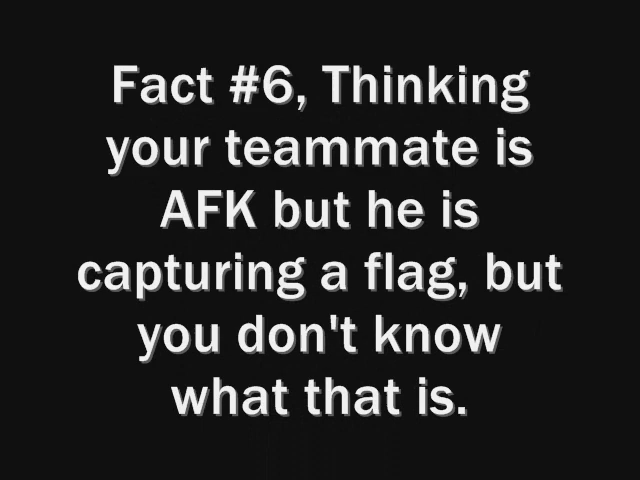 Fact #6, Thinking
your teammate is
AFK but he is
capturing a flag, but
you don't know
what that is.